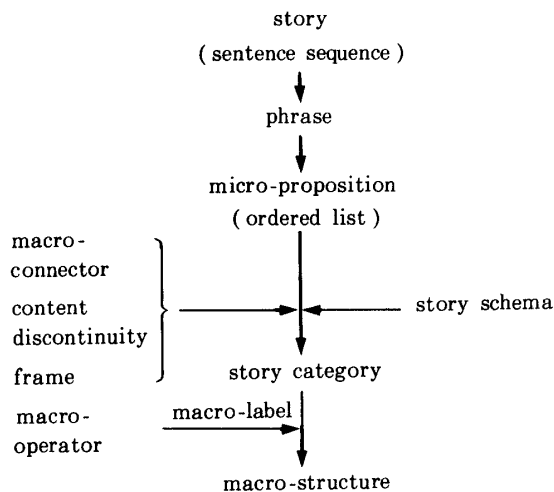 story
( sentence sequence )
phrase
micro-proposition
( ordered list )
macro-
connector
content
discontinuity
frame
story schema
story category
macro-
operator
macro-label
macro-structure